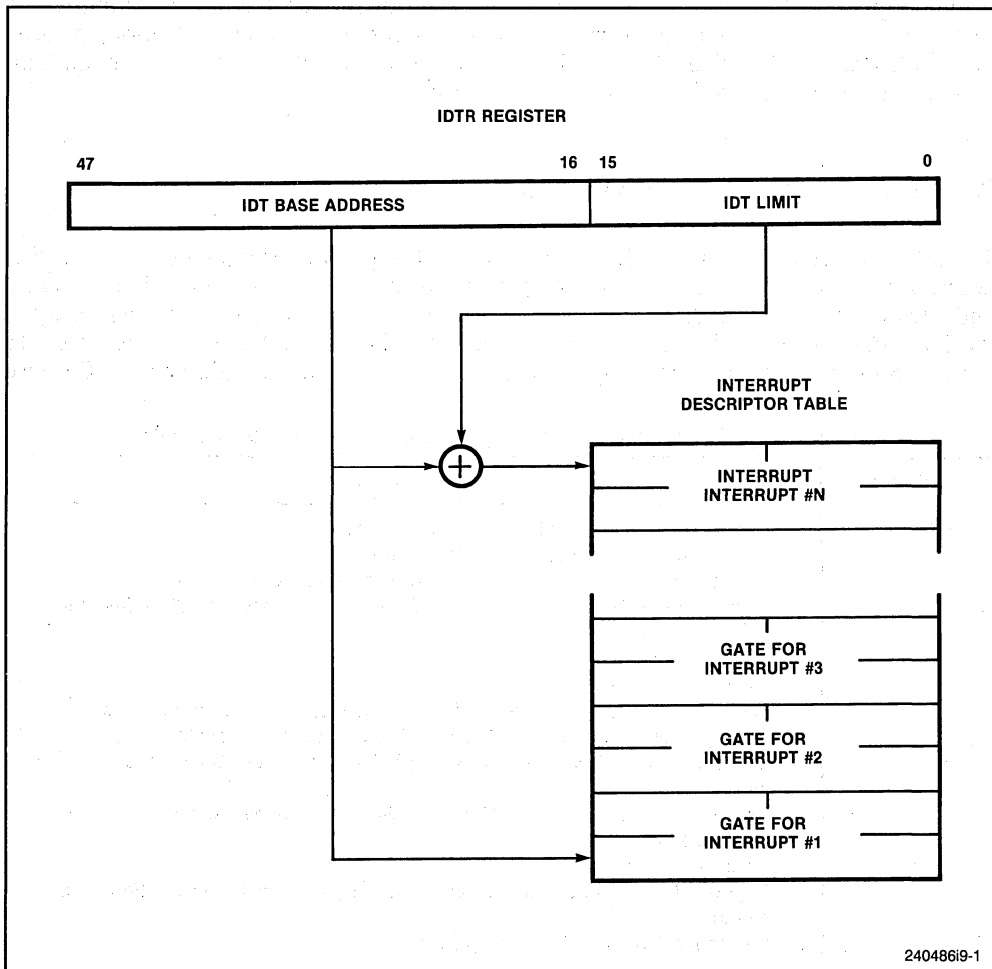 IDTR REGISTER
47 16 15 0
IDT BASE ADDRESS IDT LIMIT
INTERRUPT
DESCRIPTOR TABLE
+
INTERRUPT
INTERRUPT #N
GATE FOR
INTERRUPT #3
GATE FOR
INTERRUPT #2
GATE FOR
INTERRUPT #1
240486i9-1